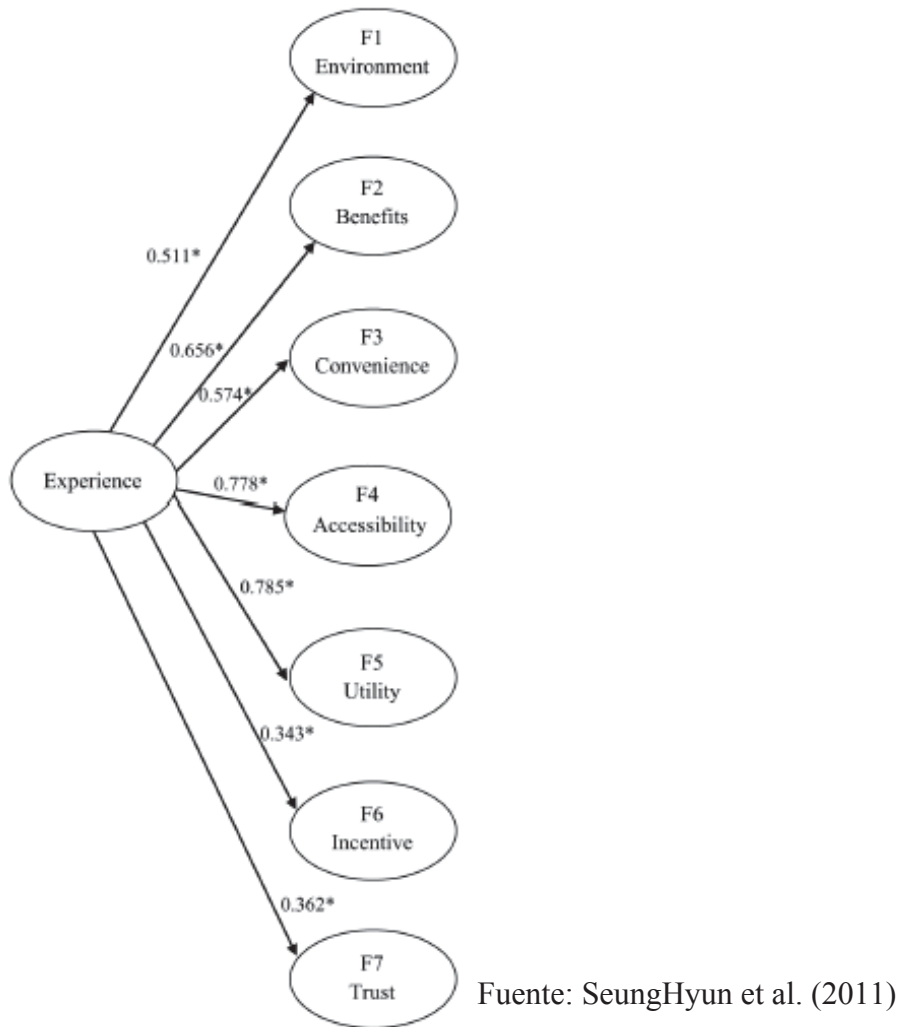 F1
Environment
0.511*
F2
Benefits
0.656*
F3
Convenience
0.574*
Experience
0.778*
F4
Accessibility
0.785*
F5
Utility
0.343*
F6
Incentive
0.362*
F7
Trust
Fuente: SeungHyun et al. (2011)